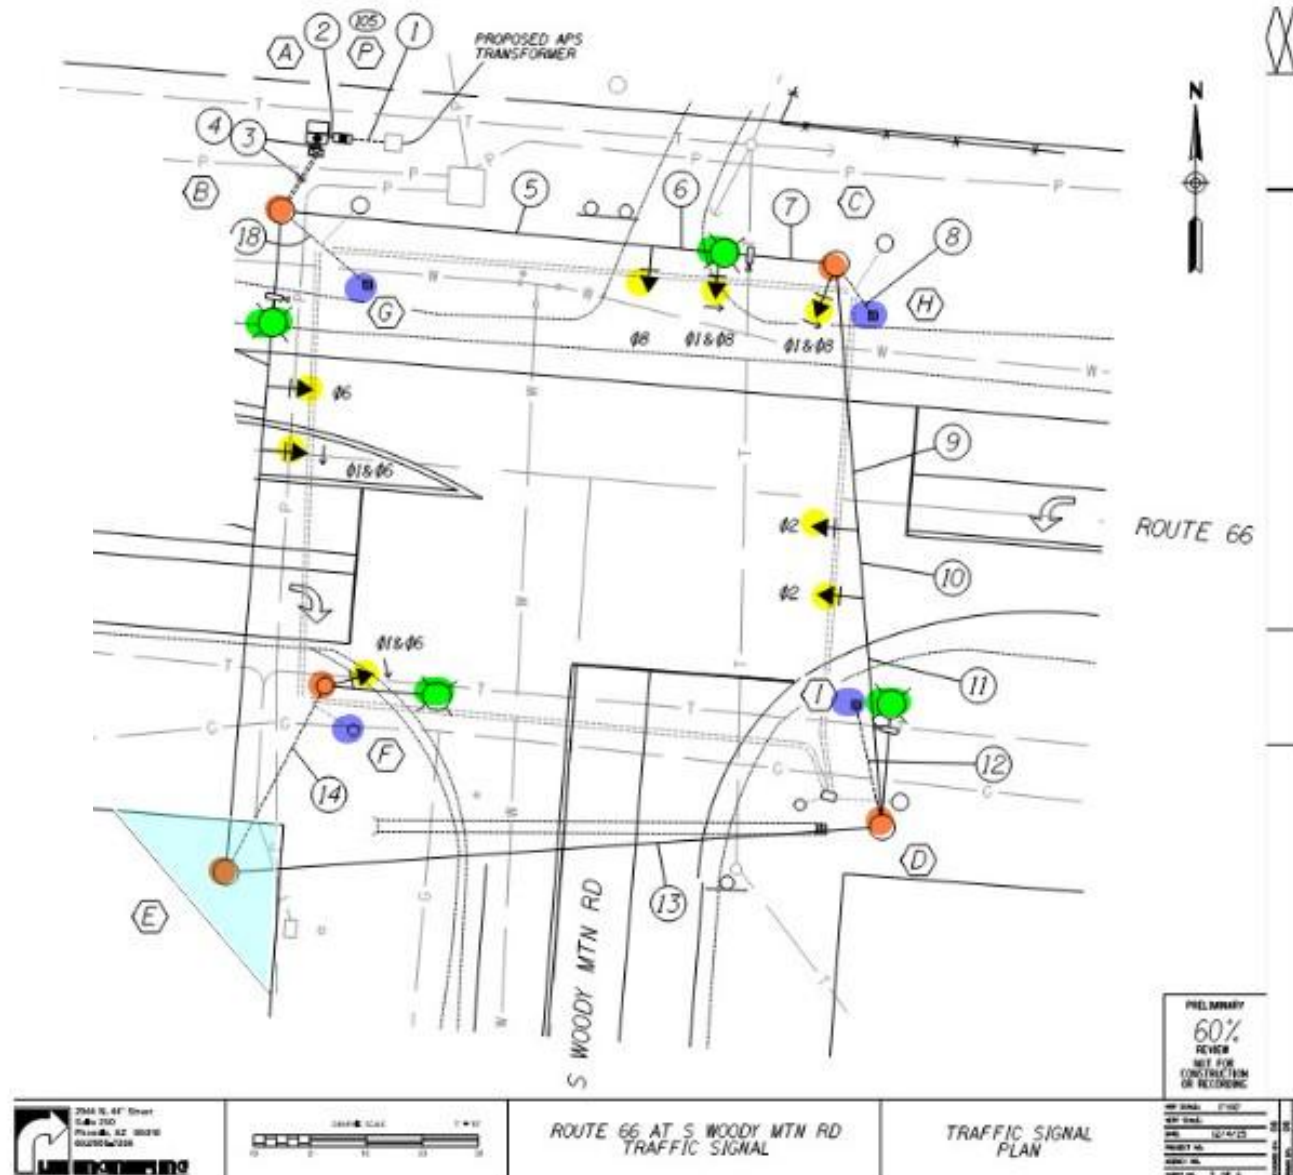 105
A
2
P
1
PROPOSED APS
TRANSFORMER
N
4
3
B
T
T
T
P
P
P
P
P
P
5
6
7
C
8
18
G
W
W
H
ø8
ø1&ø8
ø1&ø8
W
W
ø6
ø1&ø6
9
ROUTE 66
P
W
T
ø2
10
ø2
W
T
ø1&ø6
T
T
T
11
I
G
G
F
12
G
G
14
W
W
D
13
E
G
W
T
S WOODY MTN RD
PRELIMINARY
60%
REVIEW
NOT FOR
CONSTRUCTION
OR RECORDING
GRAPHIC SCALE
ROUTE 66 AT S WOODY MTN RD
TRAFFIC SIGNAL
TRAFFIC SIGNAL
PLAN